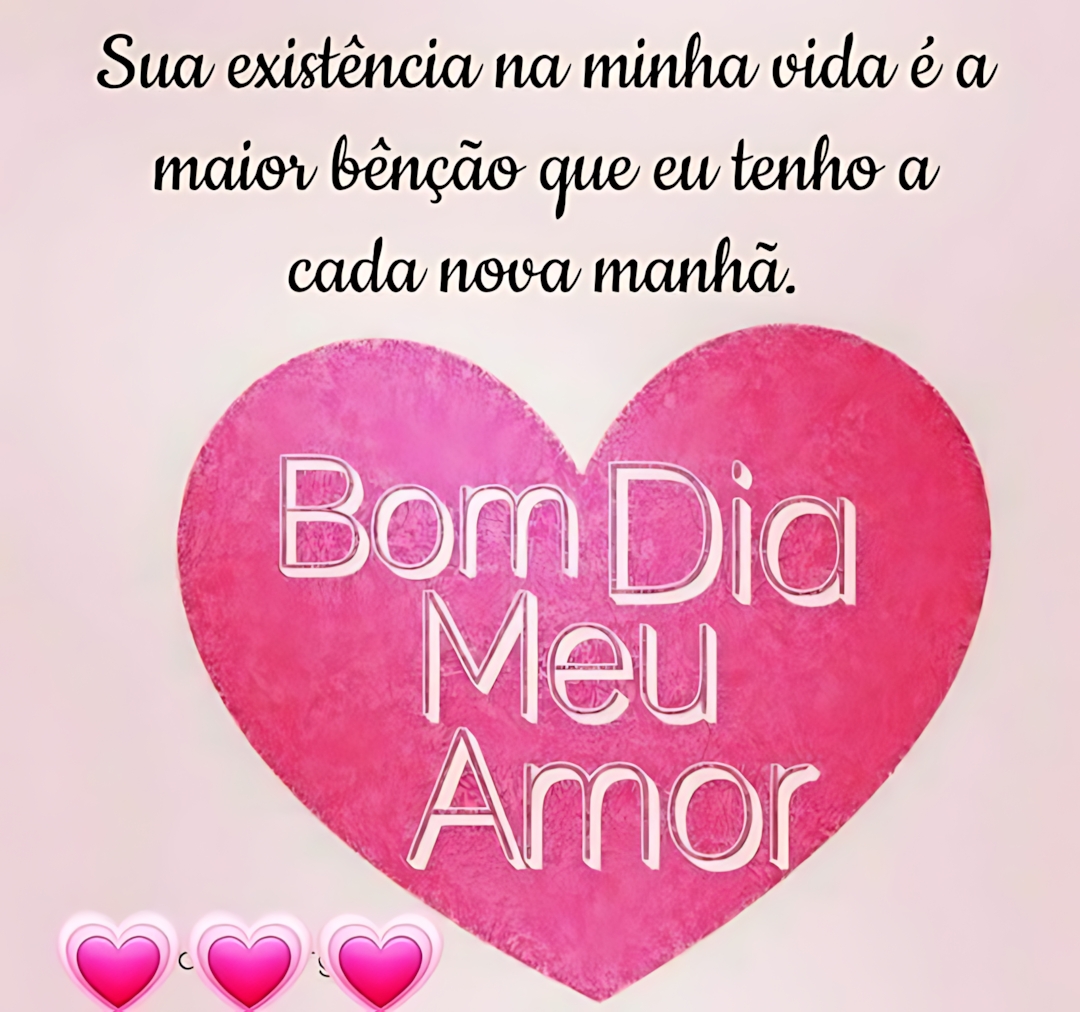 Sua existência na minha vida é a
maior bênção que eu tenho a
cada nova manhã.
Bom Dia
Meu
Amor